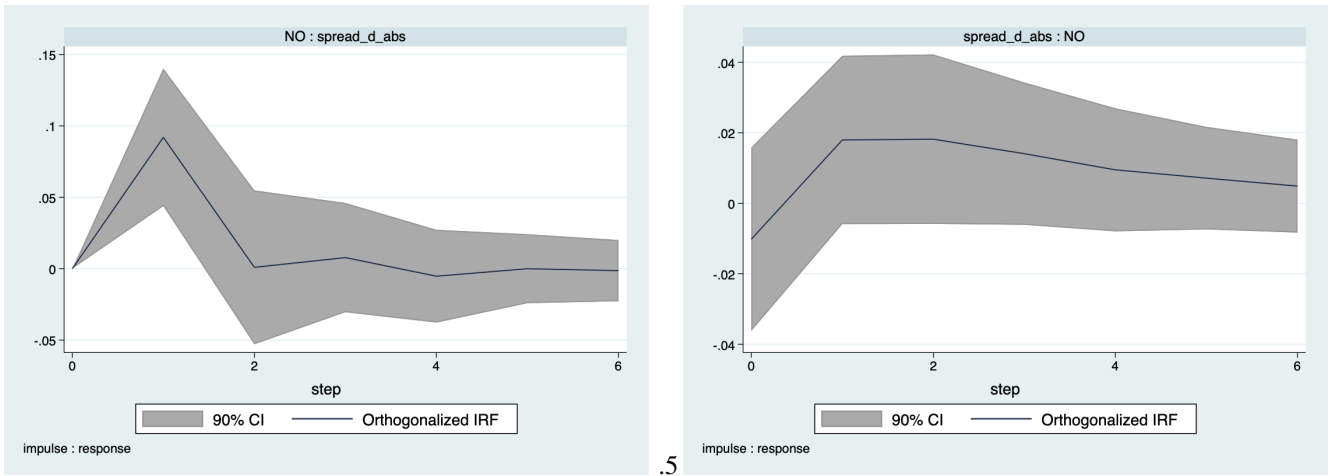 NO : spread_d_abs
.15
.1
.05
0
-.05
0 2 4 6
step
90% CI Orthogonalized IRF
impulse : response
.5
spread_d_abs : NO
.04
.02
0
-.02
-.04
0 2 4 6
step
90% CI Orthogonalized IRF
impulse : response